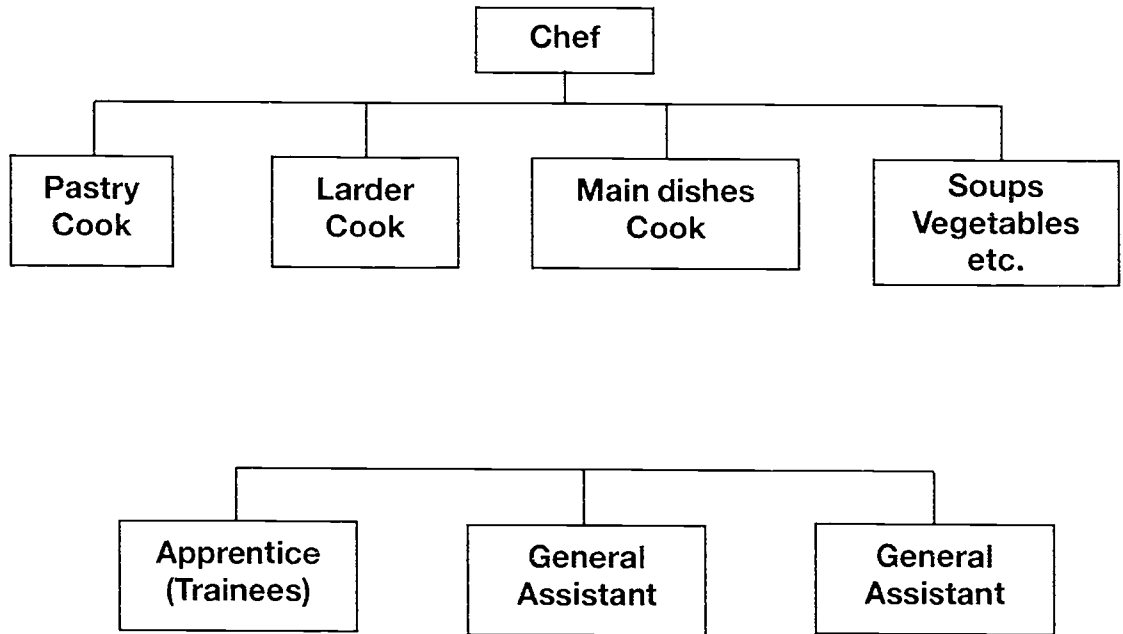 Chef
Pastry
Cook
Larder
Cook
Main dishes
Cook
Soups
Vegetables
etc.
Apprentice
(Trainees)
General
Assistant
General
Assistant